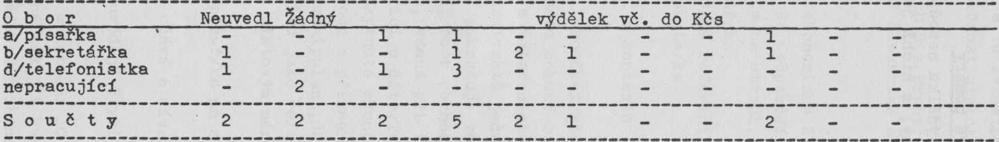 O b o r Neuvedl Žádný výdělek vč. do Kčs
a/písařka - - 1 1 - - - - 1 - -
b/sekretářka 1 - - 1 2 1 - - 1 - -
d/telefonistka 1 - 1 3 - - - - - - -
nepracující - 2 - - - - - - - - -
S o u č t y 2 2 2 5 2 1 - - 2 - -